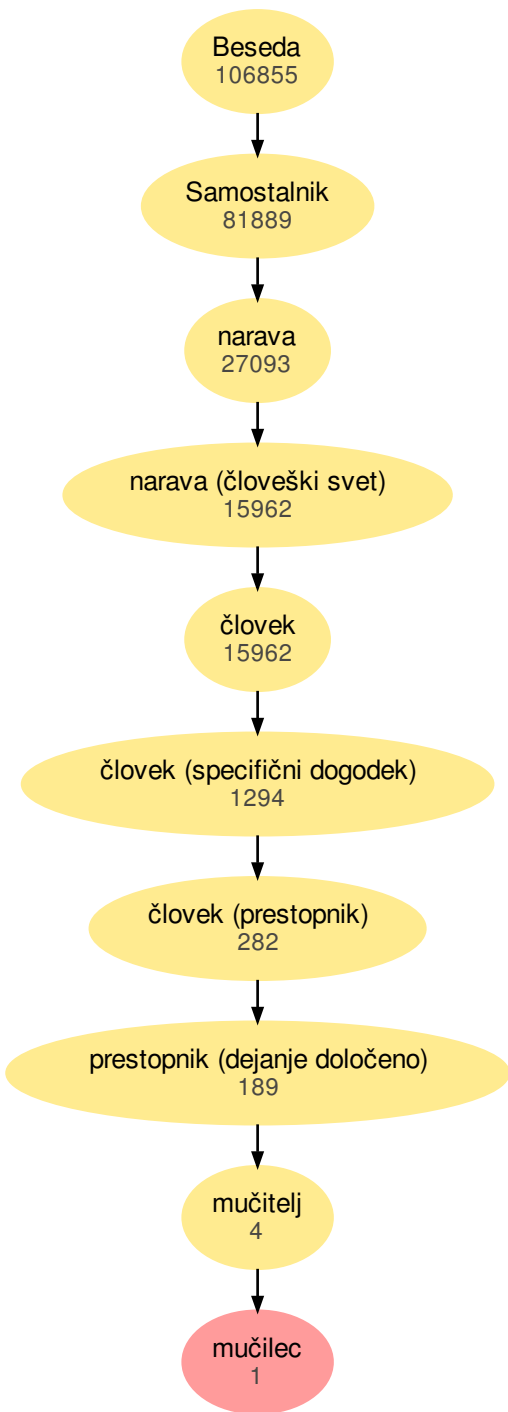 Beseda
106855
Samostalnik
81889
narava
27093
narava (človeški svet)
15962
človek
15962
človek (specifični dogodek)
1294
človek (prestopnik)
282
prestopnik (dejanje določeno)
189
mučitelj
4
mučilec
1